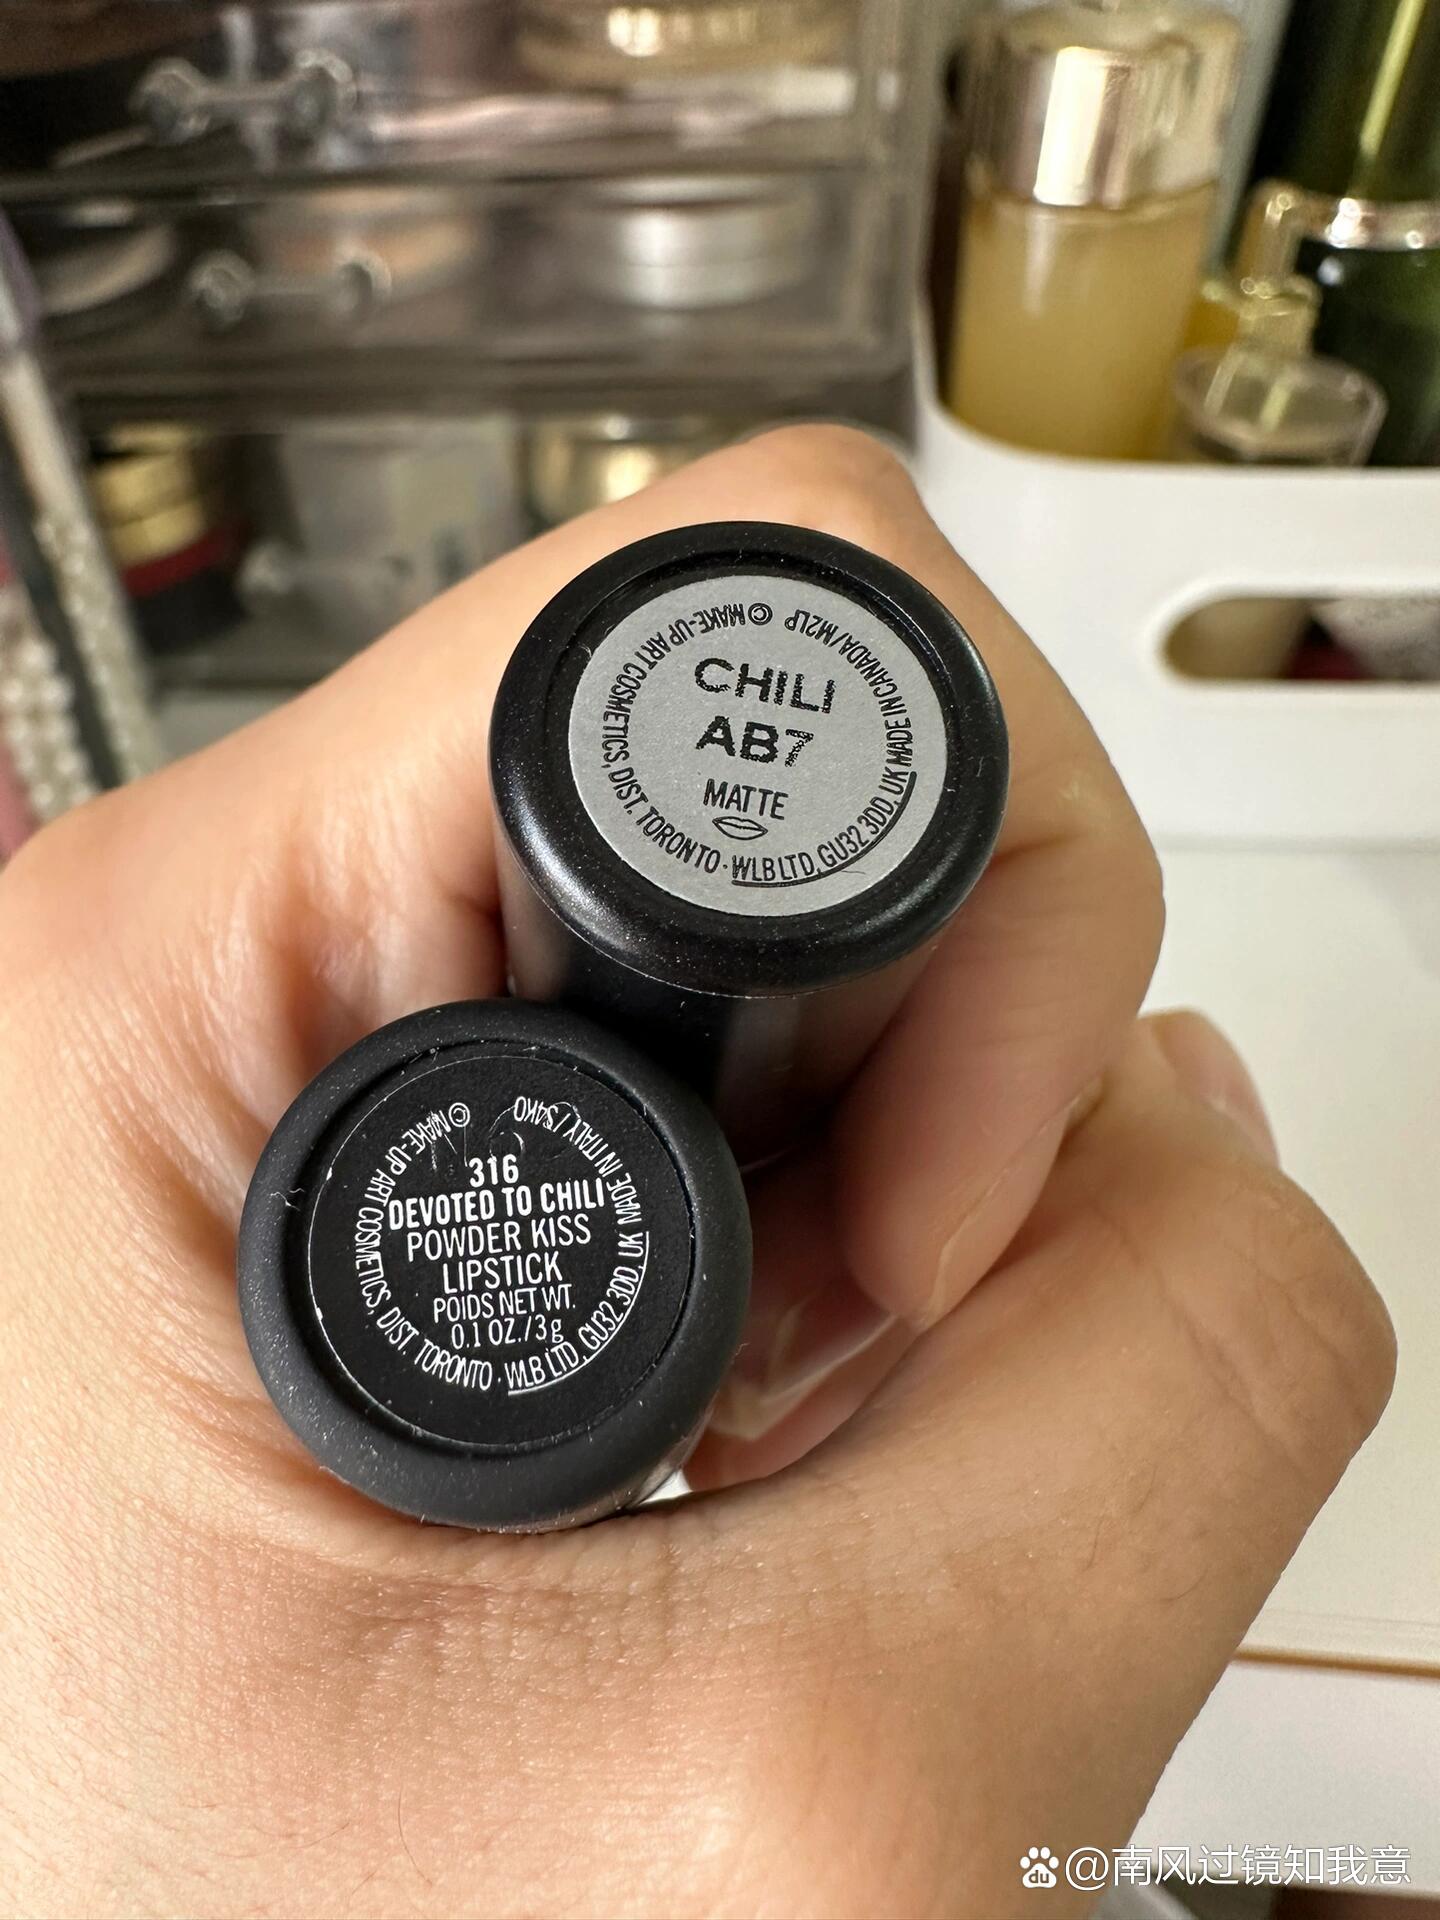 CHILI
AB7
MATTE
© MAKE-UP ART COSMETICS, DIST. TORONTO · WLB LTD, GU32 3DD, UK MADE IN CANADA / M2LP
316
DEVOTED TO CHILI
POWDER KISS
LIPSTICK
POIDS NET WT.
0.1 OZ./3g
© MAKE-UP ART COSMETICS, DIST. TORONTO · WLB LTD, GU32 3DD, UK MADE IN ITALY / S4K0
du @南风过镜知我意